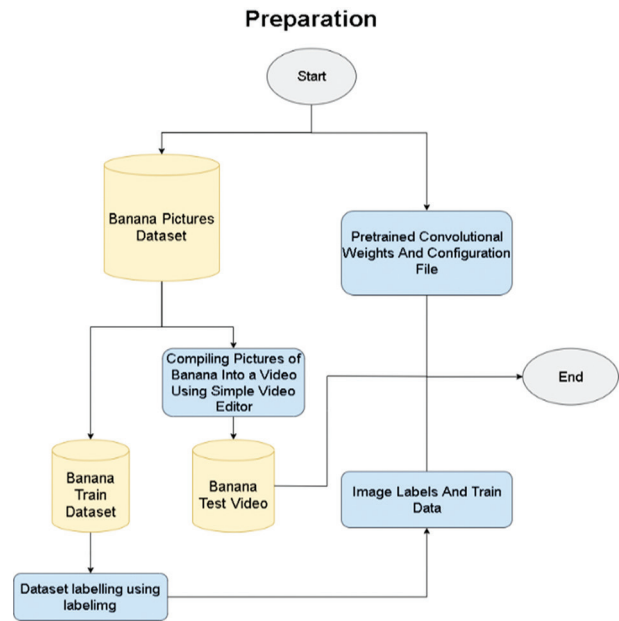 Preparation
Start
Banana Pictures
Dataset
Pretrained Convolutional
Weights And Configuration
File
Compiling Pictures of
Banana Into a Video
Using Simple Video
Editor
End
Banana
Train
Dataset
Banana
Test Video
Image Labels And Train
Data
Dataset labelling using
labelimg